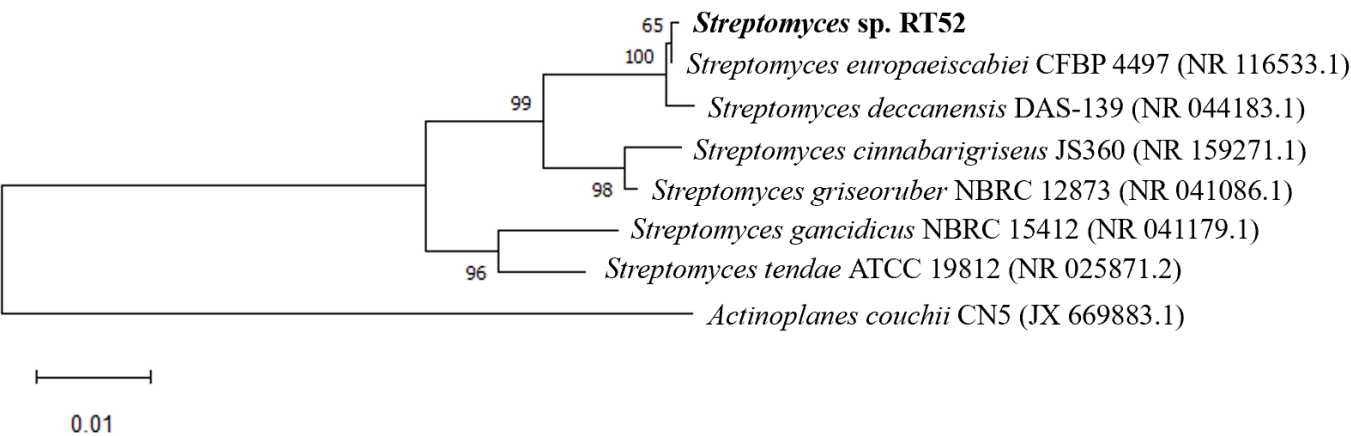 65
Streptomyces sp. RT52
100
Streptomyces europaeiscabiei CFBP 4497 (NR 116533.1)
99
Streptomyces deccanensis DAS-139 (NR 044183.1)
Streptomyces cinnabarigriseus JS360 (NR 159271.1)
98
Streptomyces griseoruber NBRC 12873 (NR 041086.1)
Streptomyces gancidicus NBRC 15412 (NR 041179.1)
96
Streptomyces tendae ATCC 19812 (NR 025871.2)
Actinoplanes couchii CN5 (JX 669883.1)
0.01